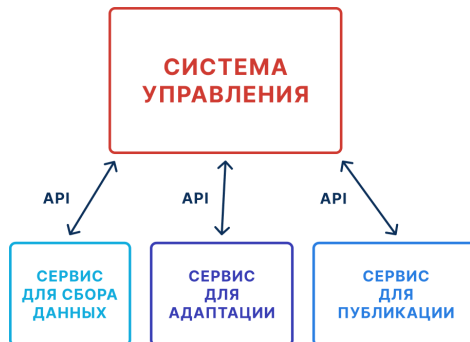 СИСТЕМА
УПРАВЛЕНИЯ
API
API
API
СЕРВИС
ДЛЯ СБОРА
ДАННЫХ
СЕРВИС
ДЛЯ
АДАПТАЦИИ
СЕРВИС
ДЛЯ
ПУБЛИКАЦИИ